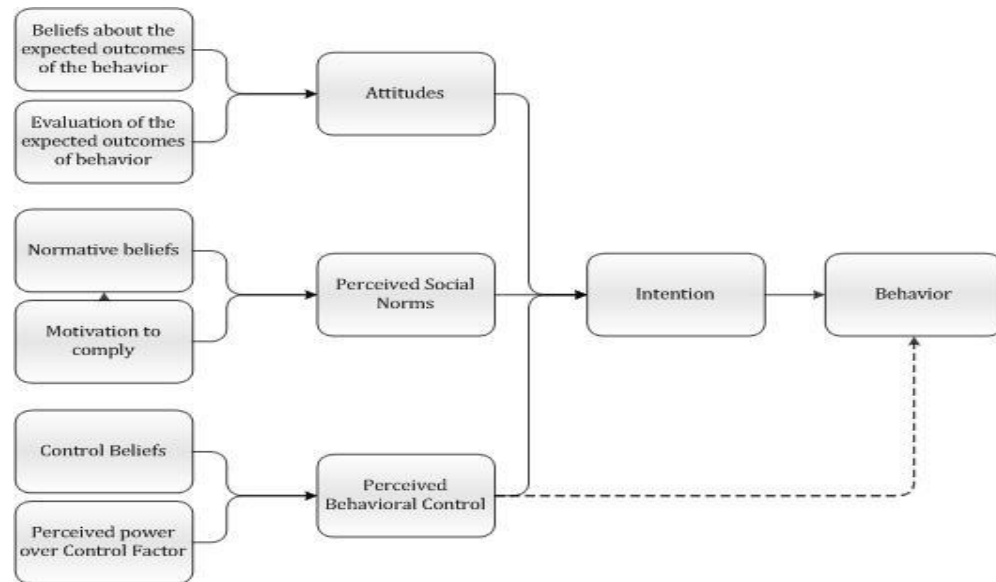 Beliefs about the
expected outcomes
of the behavior
Evaluation of the
expected outcomes
of behavior
Attitudes
Normative beliefs
Motivation to
comply
Perceived Social
Norms
Control Beliefs
Perceived power
over Control Factor
Perceived
Behavioral Control
Intention
Behavior